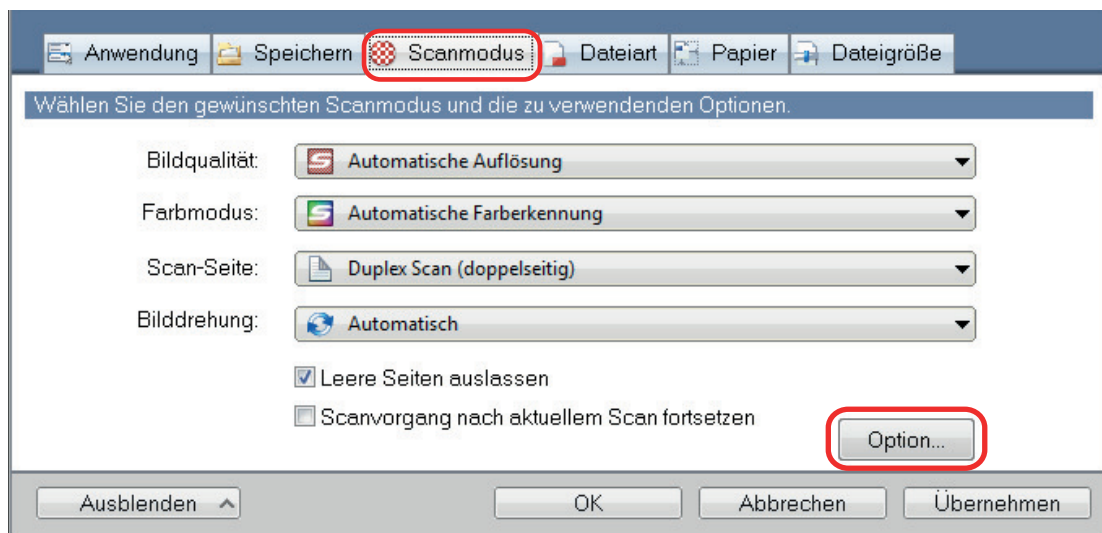 Anwendung Speichern Scanmodus Dateiart Papier Dateigröße
Wählen Sie den gewünschten Scanmodus und die zu verwendenden Optionen.
Bildqualität: Automatische Auflösung
Farbmodus: Automatische Farberkennung
Scan-Seite: Duplex Scan (doppelseitig)
Bilddrehung: Automatisch
Leere Seiten auslassen
Scanvorgang nach aktuellem Scan fortsetzen
Option...
Ausblenden OK Abbrechen Übernehmen